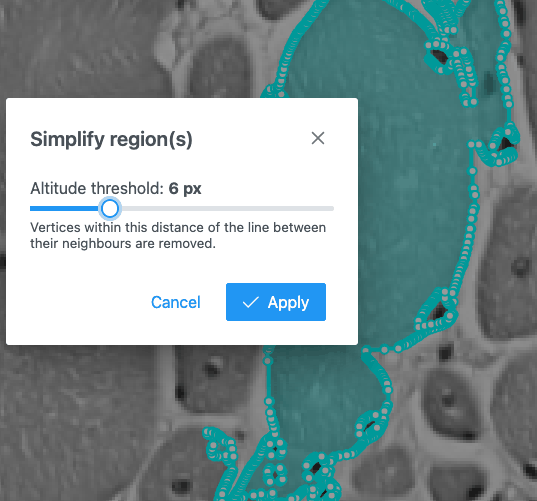 Simplify region(s)
Altitude threshold: 6 px
Vertices within this distance of the line between
their neighbours are removed.
Cancel
Apply